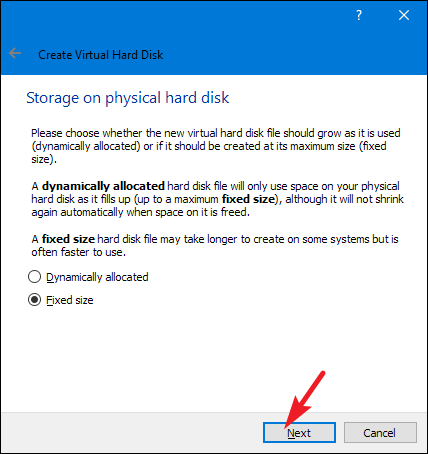 ?
Create Virtual Hard Disk
Storage on physical hard disk
Please choose whether the new virtual hard disk file should grow as it is used
(dynamically allocated) or if it should be created at its maximum size (fixed
size).
A dynamically allocated hard disk file will only use space on your physical
hard disk as it fills up (up to a maximum fixed size), although it will not shrink
again automatically when space on it is freed.
A fixed size hard disk file may take longer to create on some systems but is
often faster to use.
Dynamically allocated
Fixed size
Next Cancel